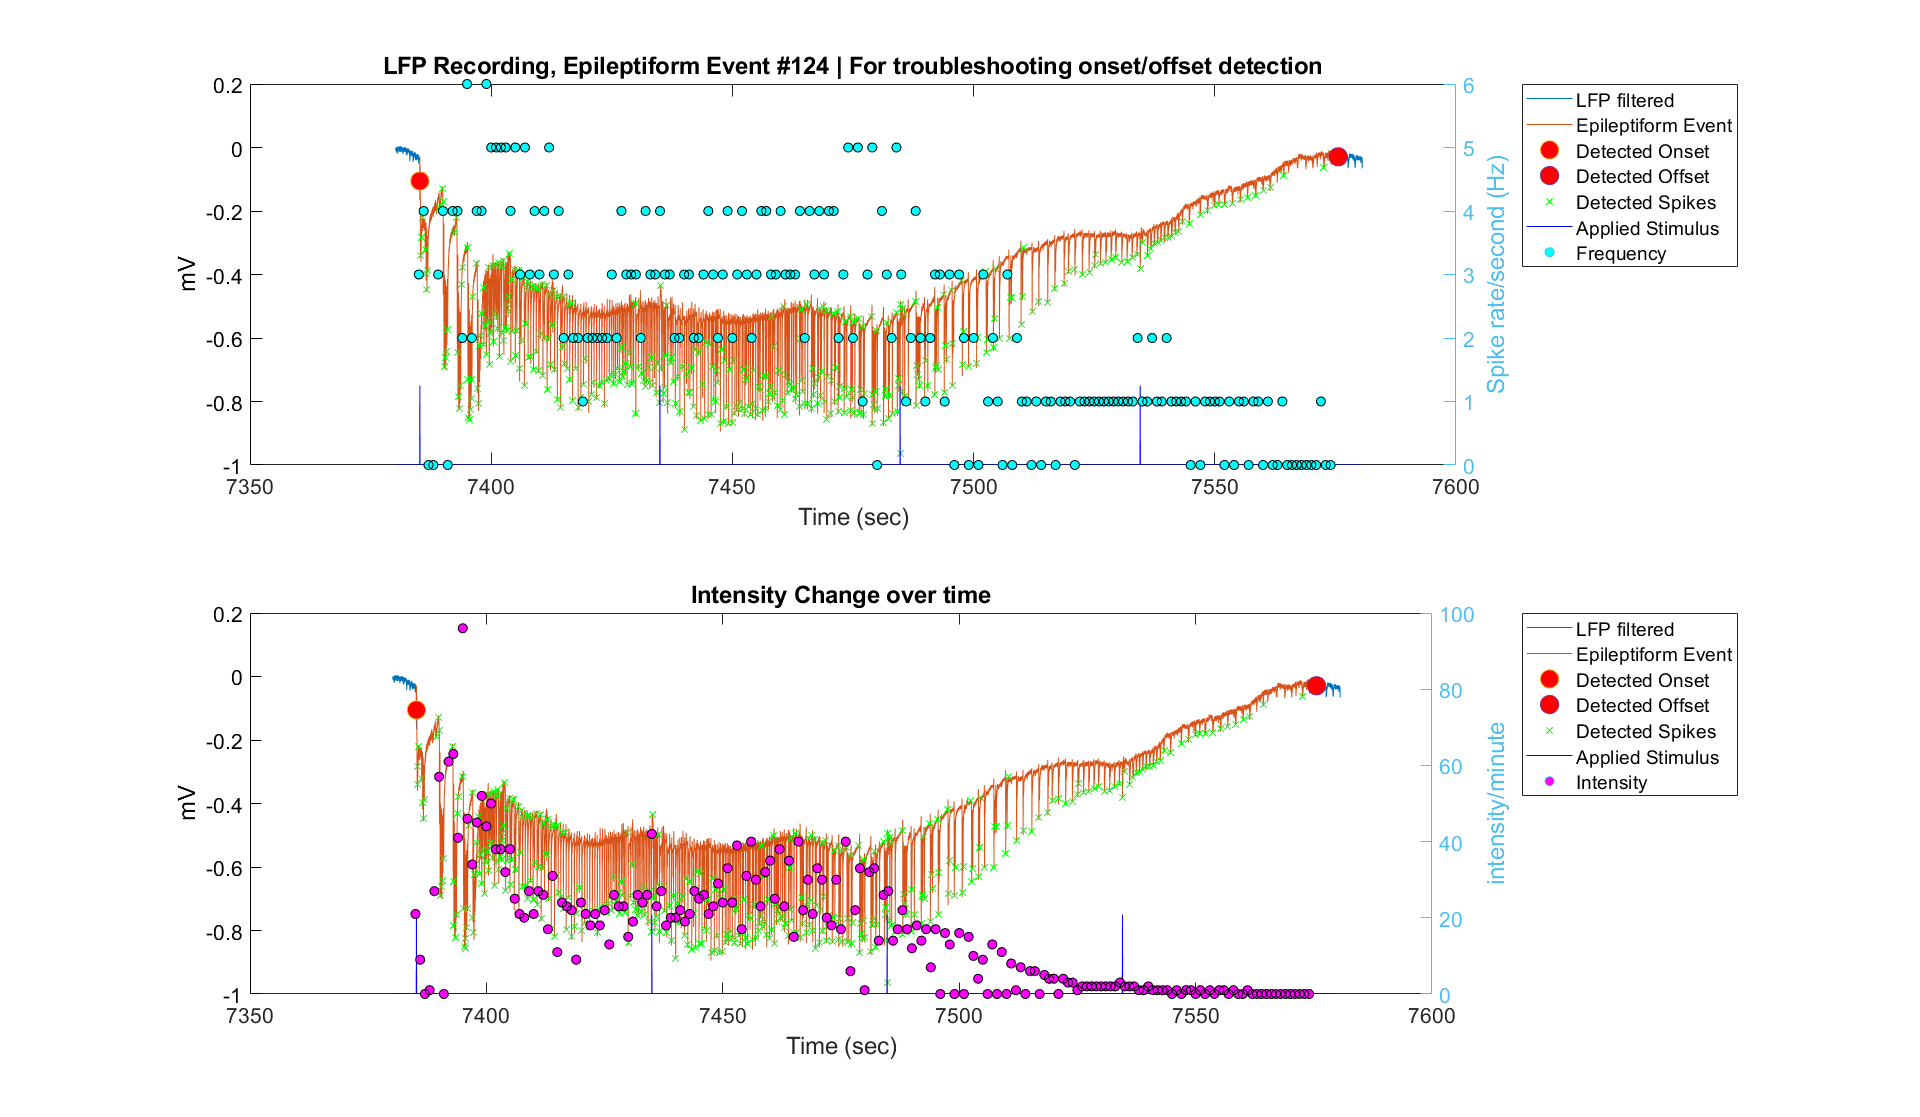 LFP Recording, Epileptiform Event #124 | For troubleshooting onset/offset detection
0.2
0
-0.2
-0.4
-0.6
-0.8
-1
mV
7350
7400
7450
7500
7550
7600
Time (sec)
6
5
4
3
2
1
0
Spike rate/second (Hz)
LFP filtered
Epileptiform Event
Detected Onset
Detected Offset
Detected Spikes
Applied Stimulus
Frequency
Intensity Change over time
0.2
0
-0.2
-0.4
-0.6
-0.8
-1
mV
7350
7400
7450
7500
7550
7600
Time (sec)
100
80
60
40
20
0
intensity/minute
LFP filtered
Epileptiform Event
Detected Onset
Detected Offset
Detected Spikes
Applied Stimulus
Intensity